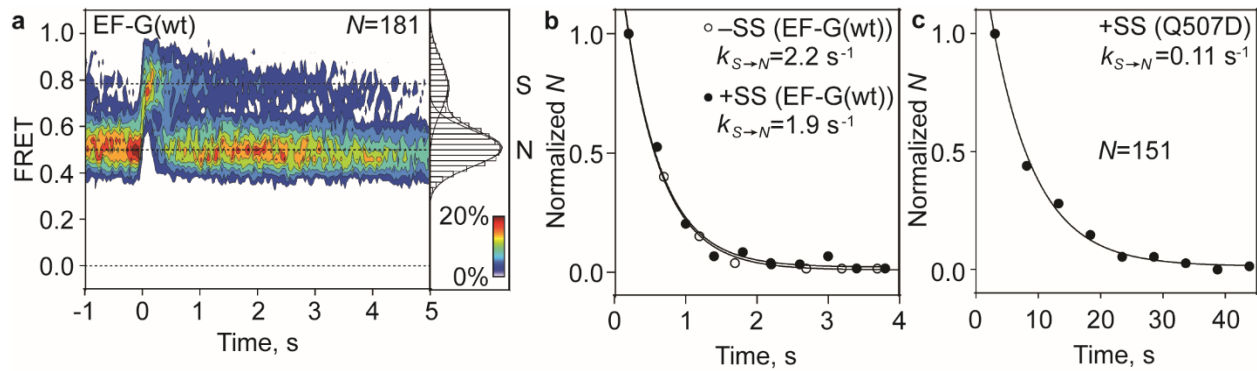 a
EF-G(wt)
N=181
FRET
1.0
0.8
0.6
0.4
0.2
0.0
S
N
20%
0%
-1 0 1 2 3 4 5
Time, s
b
Normalized N
1.0
0.5
0.0
–SS (EF-G(wt))
kS→N=2.2 s-1
+SS (EF-G(wt))
kS→N=1.9 s-1
0 1 2 3 4
Time, s
c
Normalized N
1.0
0.5
0.0
+SS (Q507D)
kS→N=0.11 s-1
N=151
0 10 20 30 40
Time, s